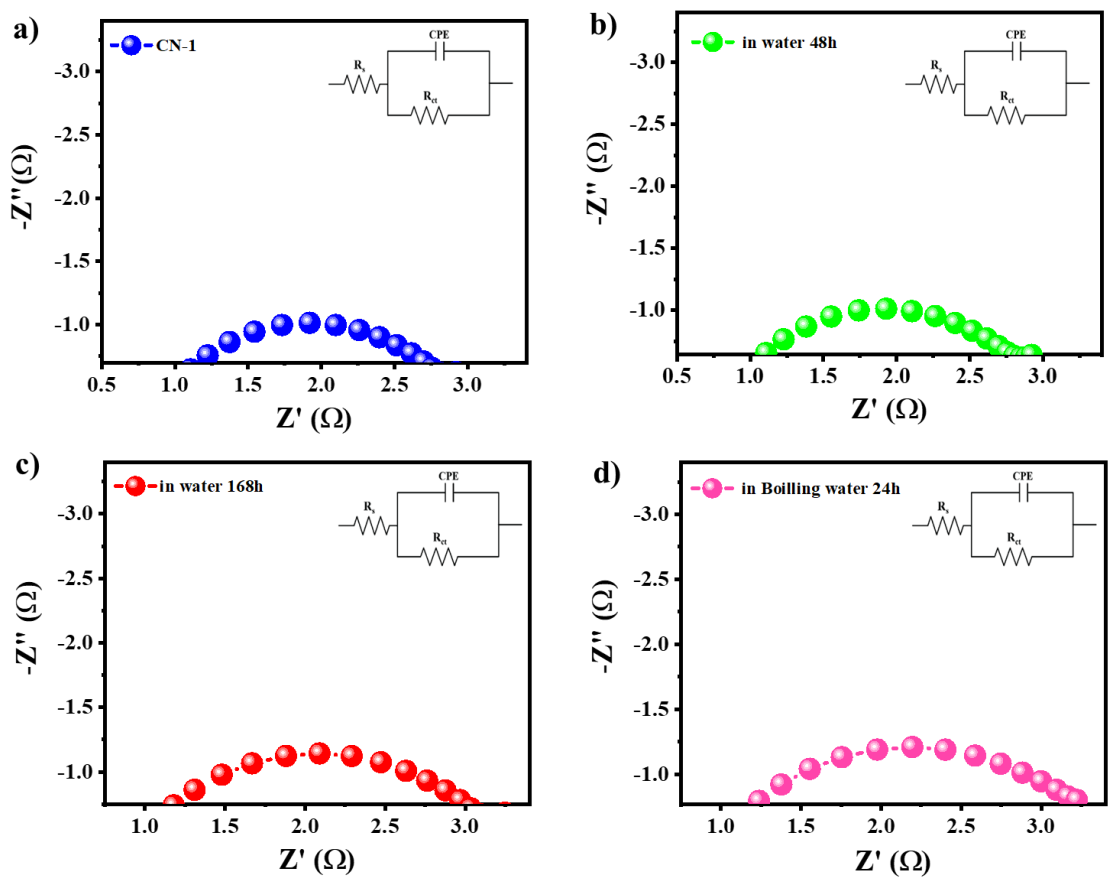 a)
CN-1
CPE
Rs
Rct
-3.0
-2.5
-2.0
-1.5
-1.0
-Z''(Ω)
0.5 1.0 1.5 2.0 2.5 3.0
Z' (Ω)
b)
in water 48h
CPE
Rs
Rct
-3.0
-2.5
-2.0
-1.5
-1.0
-Z'' (Ω)
0.5 1.0 1.5 2.0 2.5 3.0
Z' (Ω)
c)
in water 168h
CPE
Rs
Rct
-3.0
-2.5
-2.0
-1.5
-1.0
-Z'' (Ω)
1.0 1.5 2.0 2.5 3.0
Z' (Ω)
d)
in Boilling water 24h
CPE
Rs
Rct
-3.0
-2.5
-2.0
-1.5
-1.0
-Z'' (Ω)
1.0 1.5 2.0 2.5 3.0
Z' (Ω)